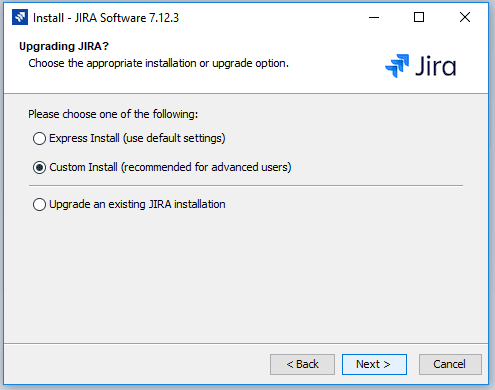 Install - JIRA Software 7.12.3
Upgrading JIRA?
Choose the appropriate installation or upgrade option.
Jira
Please choose one of the following:
Express Install (use default settings)
Custom Install (recommended for advanced users)
Upgrade an existing JIRA installation
< Back
Next >
Cancel